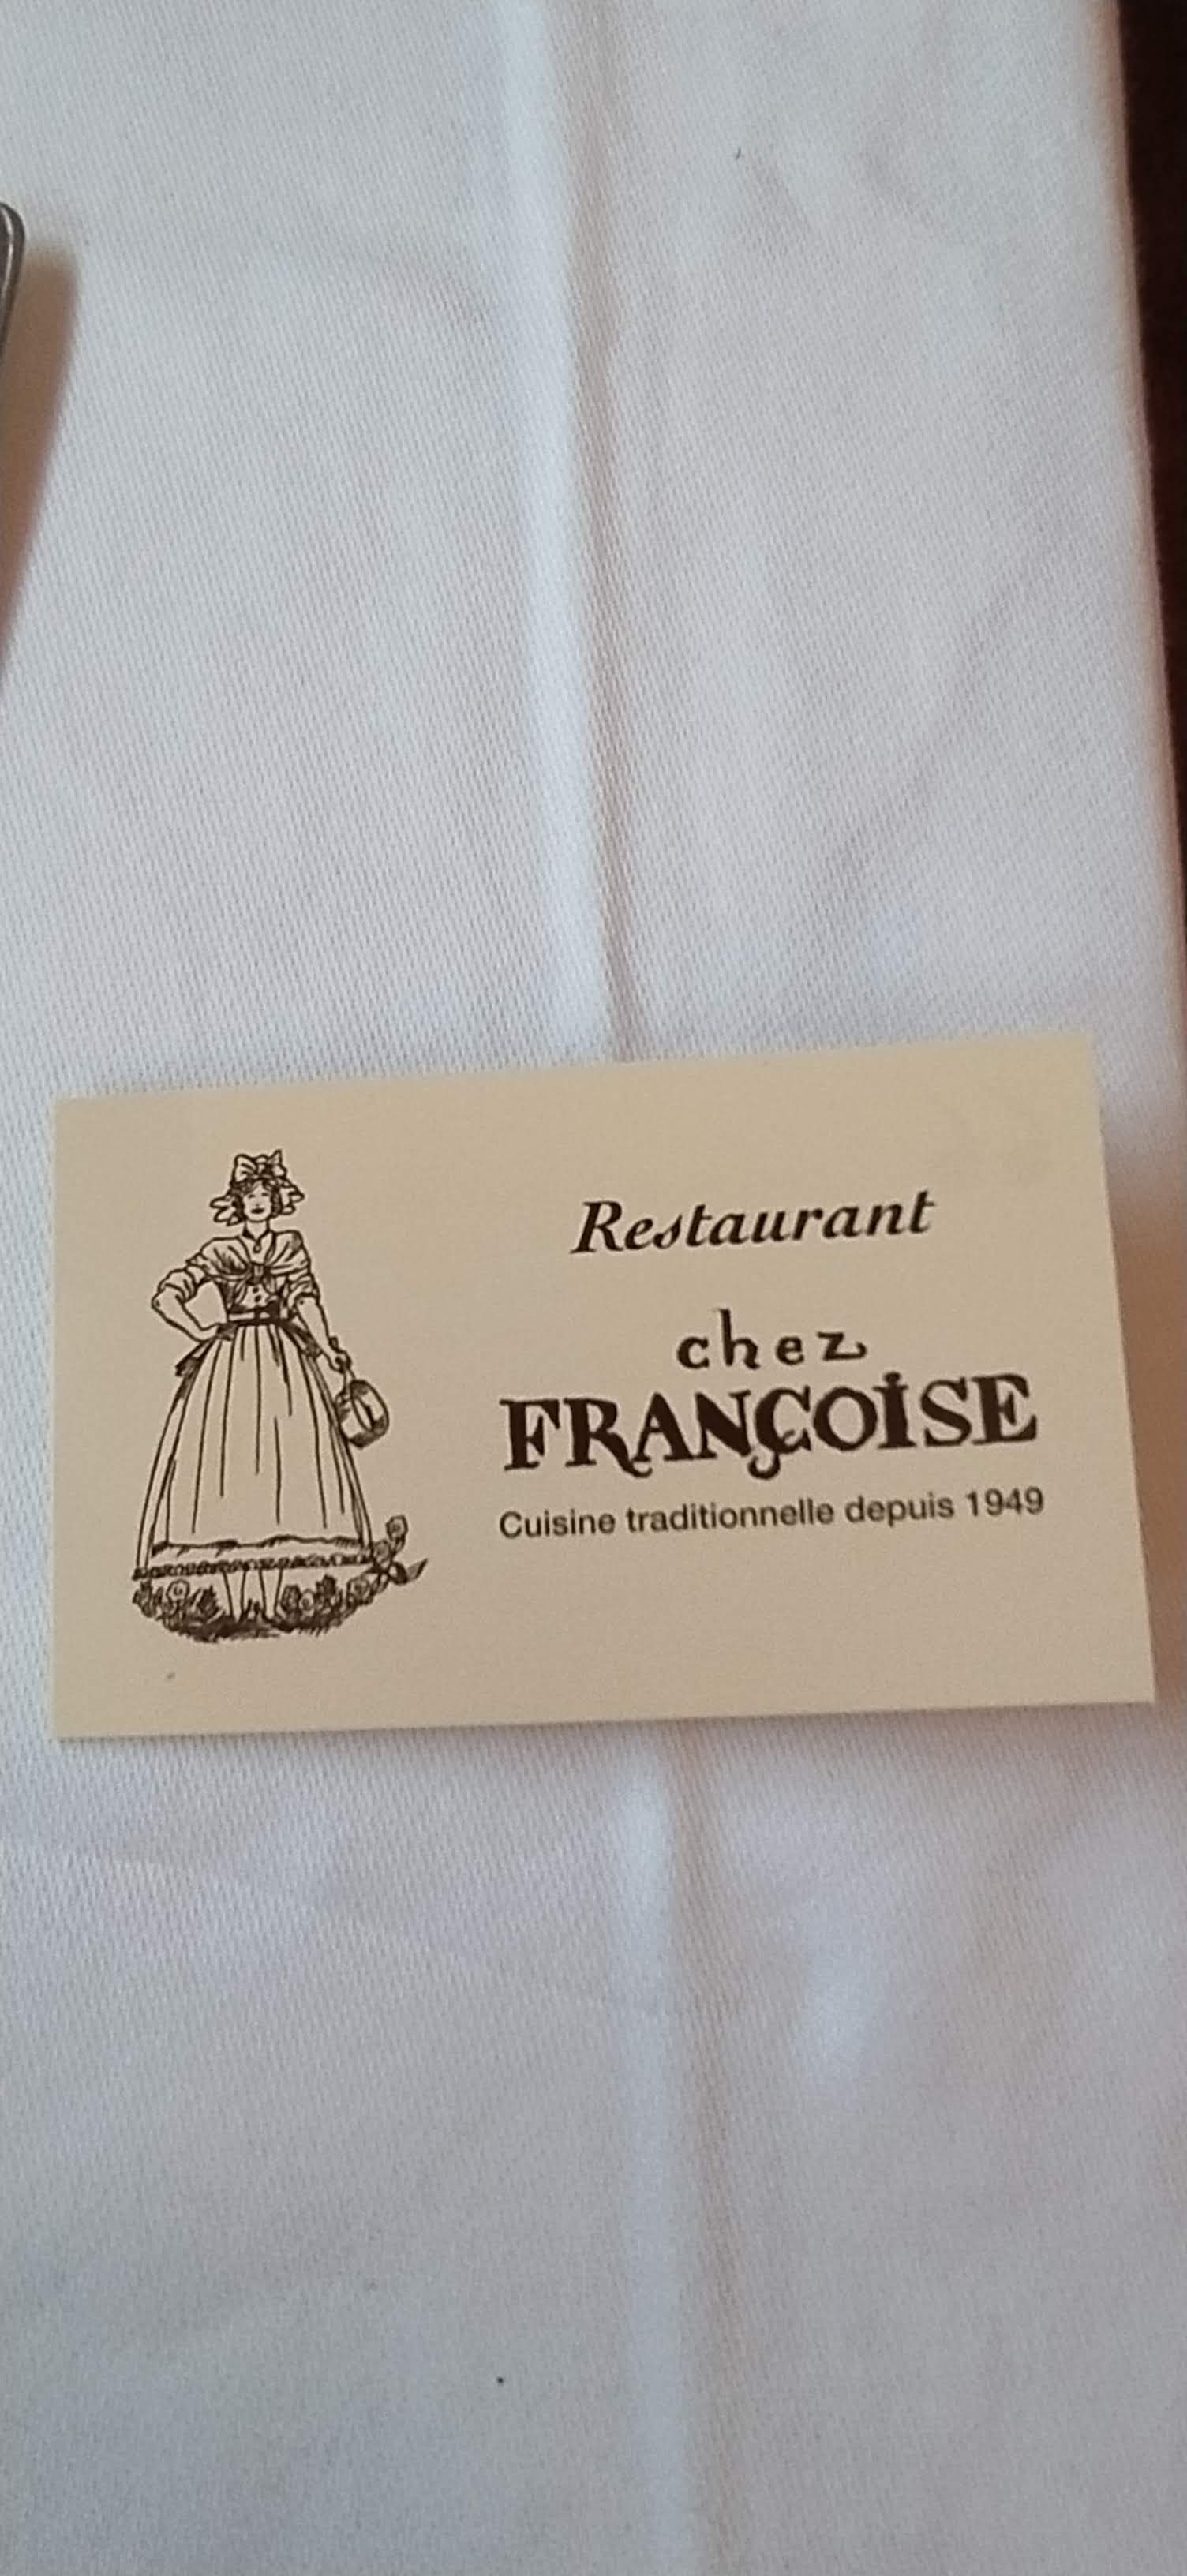 Restaurant
chez
FRANÇOISE
Cuisine traditionnelle depuis 1949